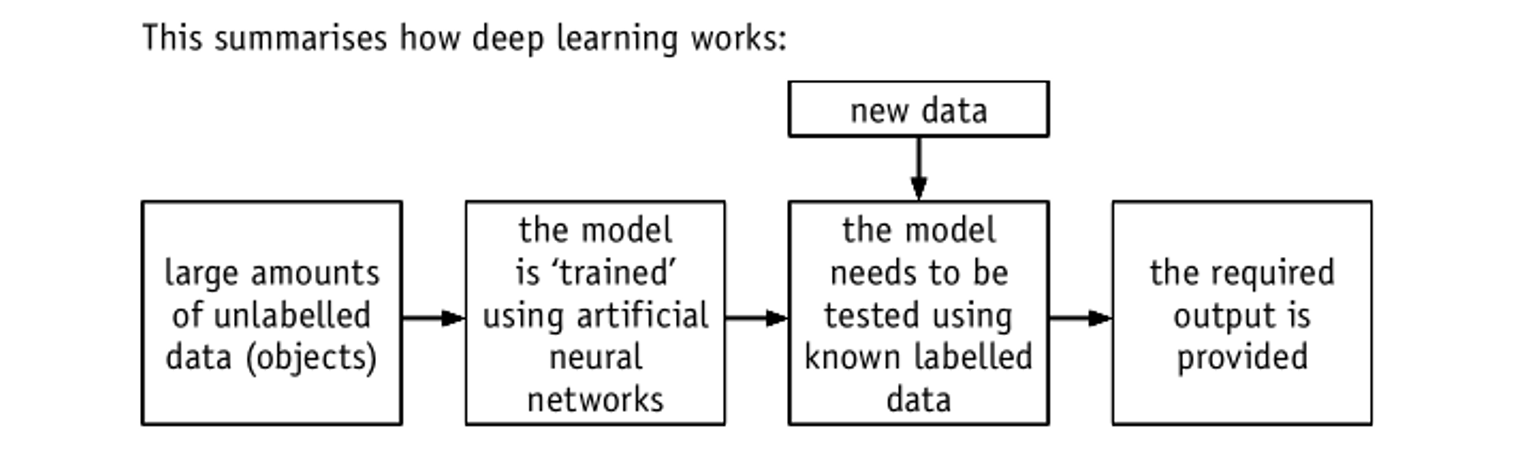 This summarises how deep learning works:
new data
large amounts
of unlabelled
data (objects)
the model
is ‘trained’
using artificial
neural
networks
the model
needs to be
tested using
known labelled
data
the required
output is
provided